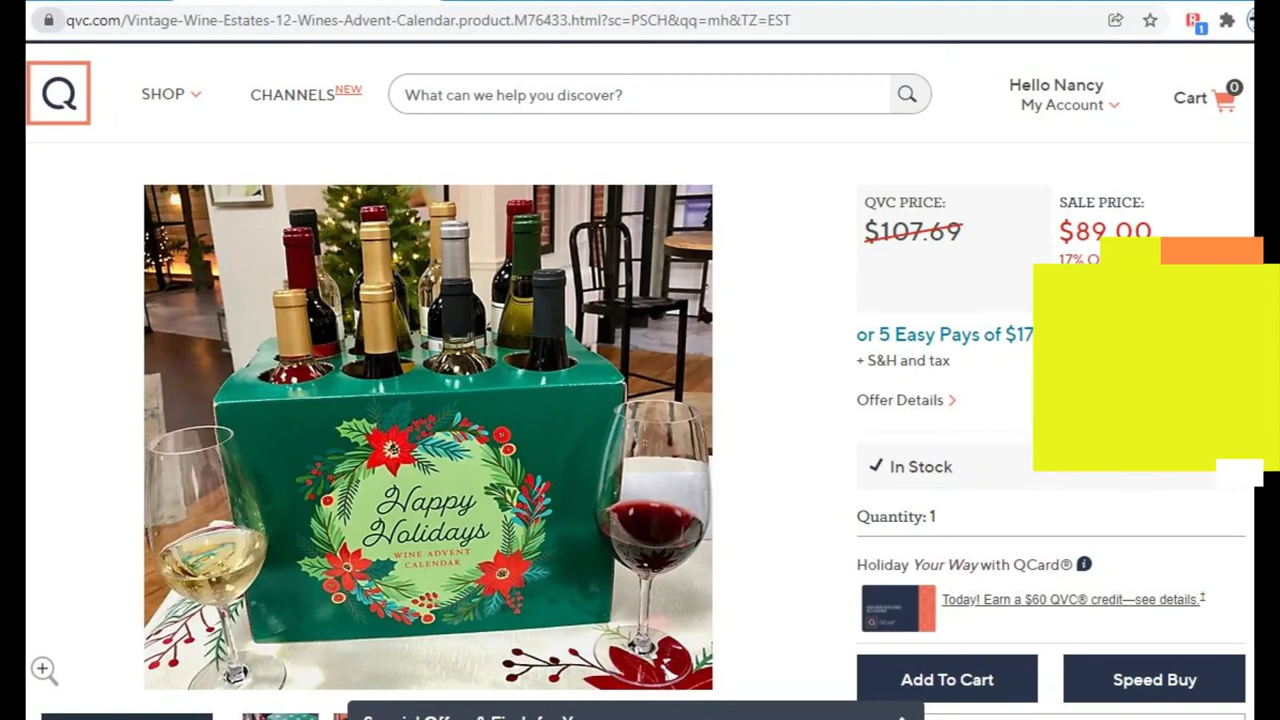 qvc.com/Vintage-Wine-Estates-12-Wines-Advent-Calendar.product.M76433.html?sc=PSCH&qq=mh&TZ=EST
1
Q
SHOP
CHANNELS NEW
What can we help you discover?
Hello Nancy
My Account
Cart
0
QVC PRICE:
$107.69
SALE PRICE:
$89.00
17%
or 5 Easy Pays of $17
+ S&H and tax
Offer Details
In Stock
Quantity: 1
Happy
Holidays
WINE ADVENT
CALENDAR
Holiday Your Way with QCard®
Today! Earn a $60 QVC® credit—see details.‡
Add To Cart
Speed Buy